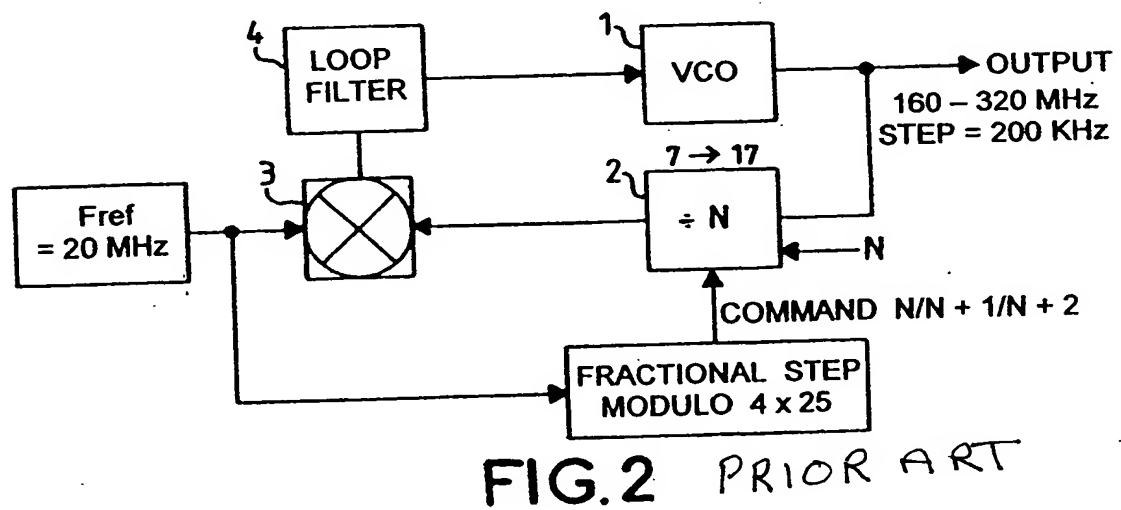 4
LOOP
FILTER
1
VCO
OUTPUT
160 – 320 MHz
STEP = 200 KHz
7 → 17
3
2
Fref
= 20 MHz
÷ N
N
COMMAND N/N + 1/N + 2
FRACTIONAL STEP
MODULO 4 x 25
FIG.2 PRIOR ART